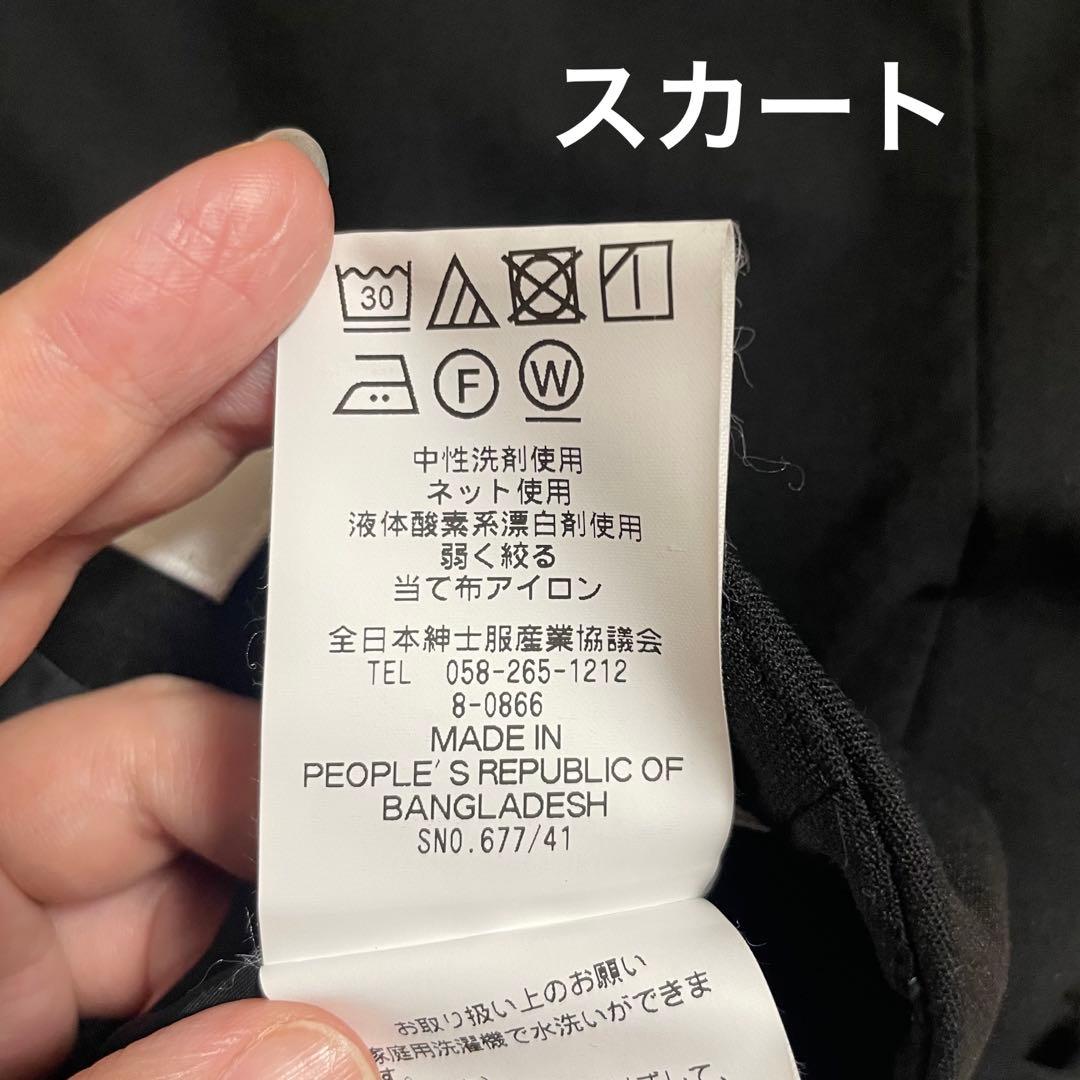 スカート
30
F W
中性洗剤使用
ネット使用
液体酸素系漂白剤使用
弱く絞る
当て布アイロン
全日本紳士服産業協議会
TEL 058-265-1212
8-0866
MADE IN
PEOPLE'S REPUBLIC OF
BANGLADESH
SNO.677/41
お取り扱い上のお願い
家庭用洗濯機で水洗いができま